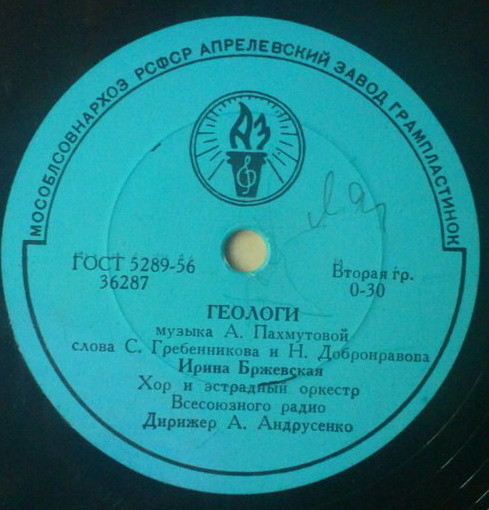 МОСОБЛСОВНАРХОЗ РСФСР АПРЕЛЕВСКИЙ ЗАВОД ГРАМПЛАСТИНОК
АЗ
ГОСТ 5289-56
36287
Вторая гр.
0-30
ГЕОЛОГИ
музыка А. Пахмутовой
слова С. Гребенникова и Н. Добронравова
Ирина Бржевская
Хор и эстрадный оркестр
Всесоюзного радио
Дирижер А. Андрусенко